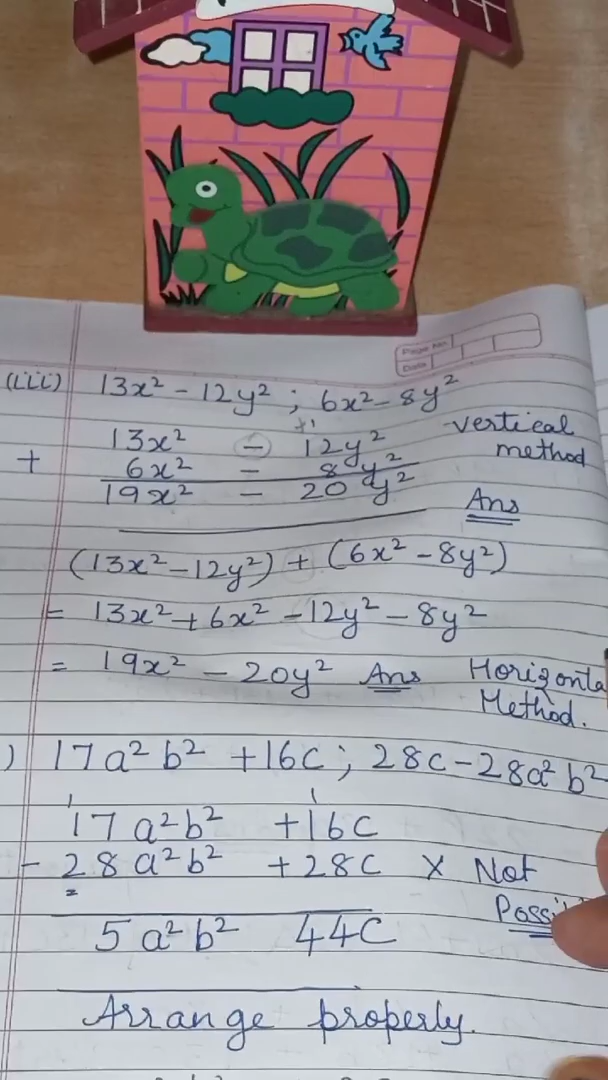 Page No.
Date
(iii) 13x² - 12y² ; 6x² - 8y²
13x² - 12y² vertical
+ 6x² - 8y² method
19x² - 20y² Ans
(13x² - 12y²) + (6x² - 8y²)
= 13x² + 6x² - 12y² - 8y²
= 19x² - 20y² Ans Horizonta
Method.
) 17a²b² + 16c ; 28c - 28a²b²
17a²b² + 16c
- 28a²b² + 28c × Not
5a²b² 44c
Arrange properly.